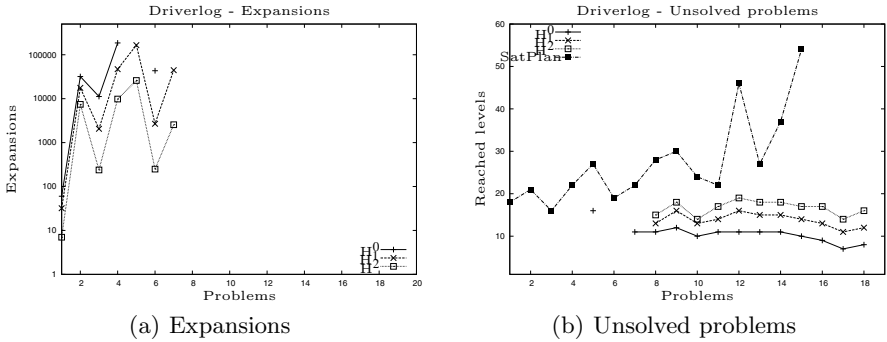 Driverlog - Expansions
100000
10000
1000
100
10
1
2 4 6 8 10 12 14 16 18 20
Expansions
Problems
H0
H1
H2
(a) Expansions
Driverlog - Unsolved problems
60
50
40
30
20
10
2 4 6 8 10 12 14 16 18
Reached levels
Problems
H0
H1
H2
SatPlan
(b) Unsolved problems